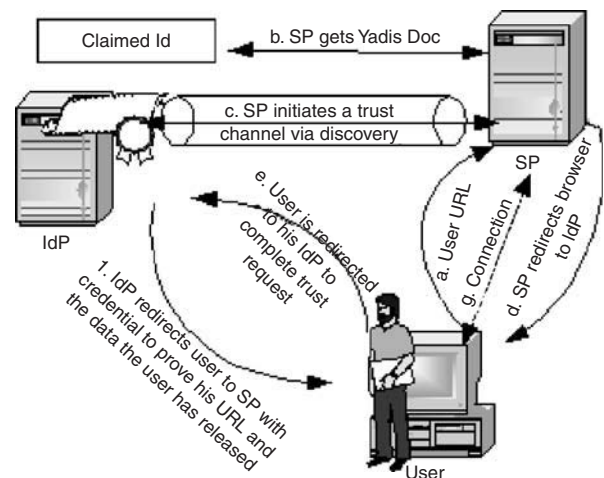 Claimed Id
b. SP gets Yadis Doc
c. SP initiates a trust
channel via discovery
SP
IdP
e. User is redirected
to his IdP to
complete trust
request
a. User URL
g. Connection
d. SP redirects browser
to IdP
1. IdP redirects user to SP with
credential to prove his URL and
the data the user has released
User